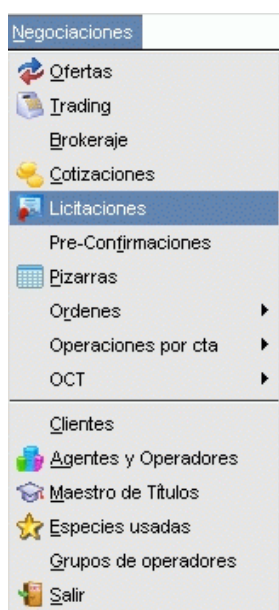 Negociaciones
Ofertas
Trading
Brokeraje
Cotizaciones
Licitaciones
Pre-Confirmaciones
Pizarras
Ordenes
Operaciones por cta
OCT
Clientes
Agentes y Operadores
Maestro de Títulos
Especies usadas
Grupos de operadores
Salir